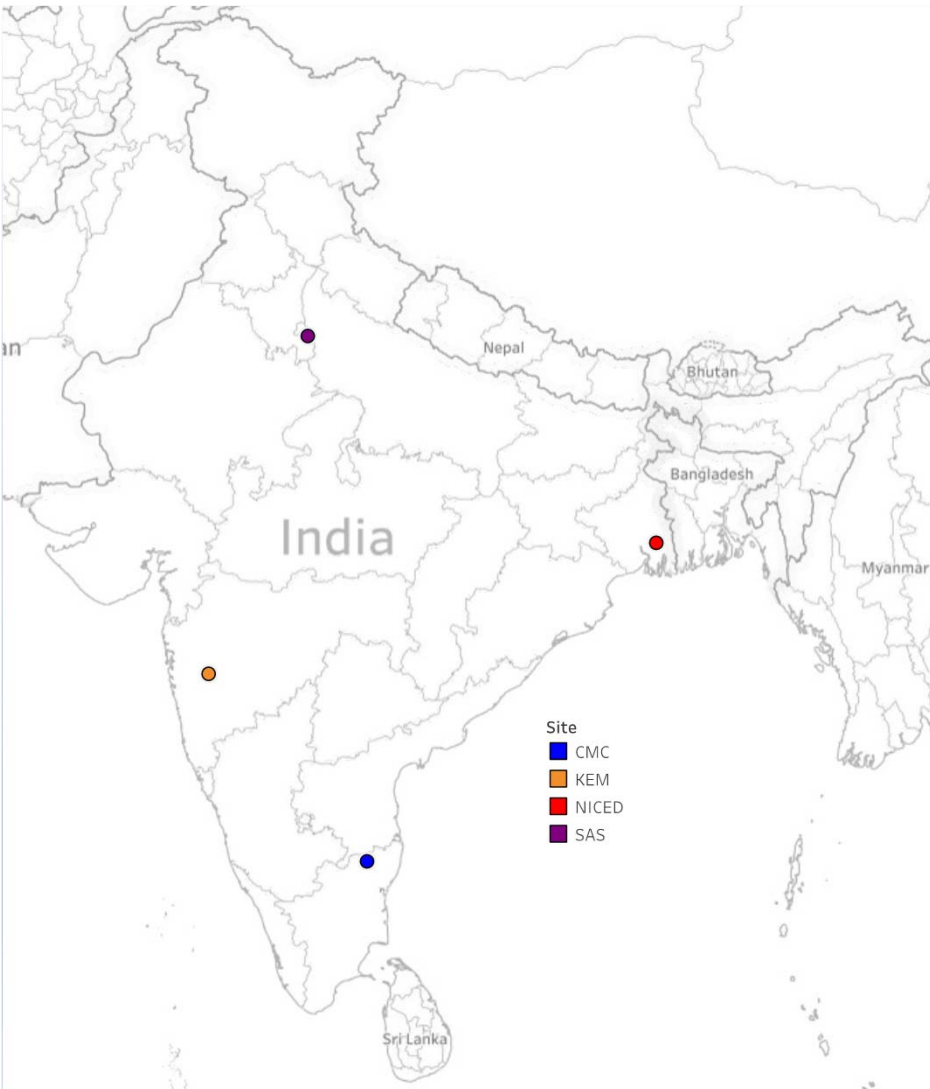 Nepal
an
Bhutan
Bangladesh
India
Myanmar
Site
CMC
KEM
NICED
SAS
Sri Lanka